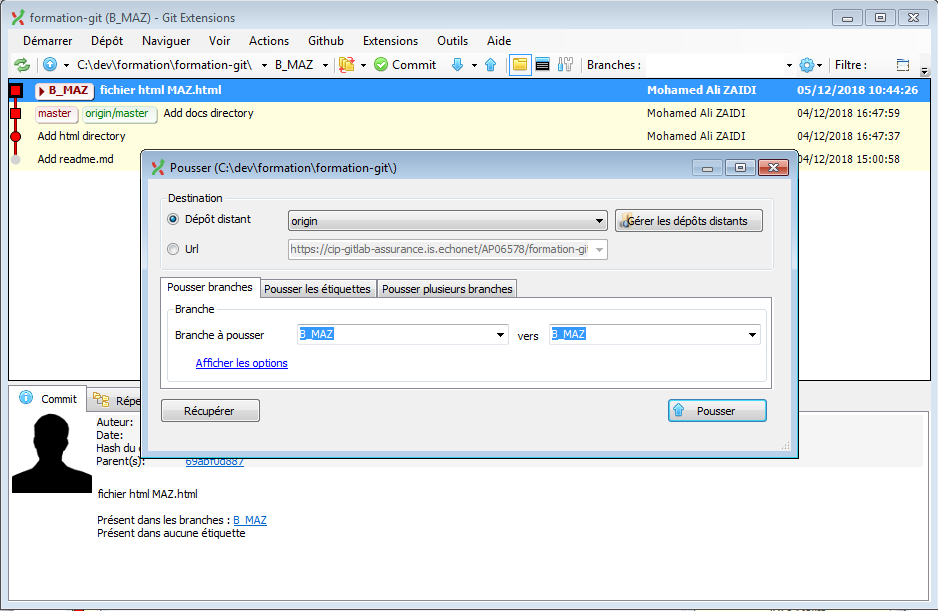 formation-git (B_MAZ) - Git Extensions
Démarrer Dépôt Naviguer Voir Actions Github Extensions Outils Aide
C:\dev\formation\formation-git\ B_MAZ Commit Branches : Filtre :
B_MAZ fichier html MAZ.html Mohamed Ali ZAIDI 05/12/2018 10:44:26
master origin/master Add docs directory Mohamed Ali ZAIDI 04/12/2018 16:47:59
Add html directory Mohamed Ali ZAIDI 04/12/2018 16:47:37
Add readme.md 04/12/2018 15:00:58
Pousser (C:\dev\formation\formation-git\)
Destination
Dépôt distant origin Gérer les dépôts distants
Url https://cip-gitlab-assurance.is.echonet/AP06578/formation-gi
Pousser branches Pousser les étiquettes Pousser plusieurs branches
Branche
Branche à pousser B_MAZ vers B_MAZ
Afficher les options
Récupérer Pousser
Commit Répe
Auteur:
Date:
Hash du
Parent(s): 69abf0d887
fichier html MAZ.html
Présent dans les branches : B_MAZ
Présent dans aucune étiquette